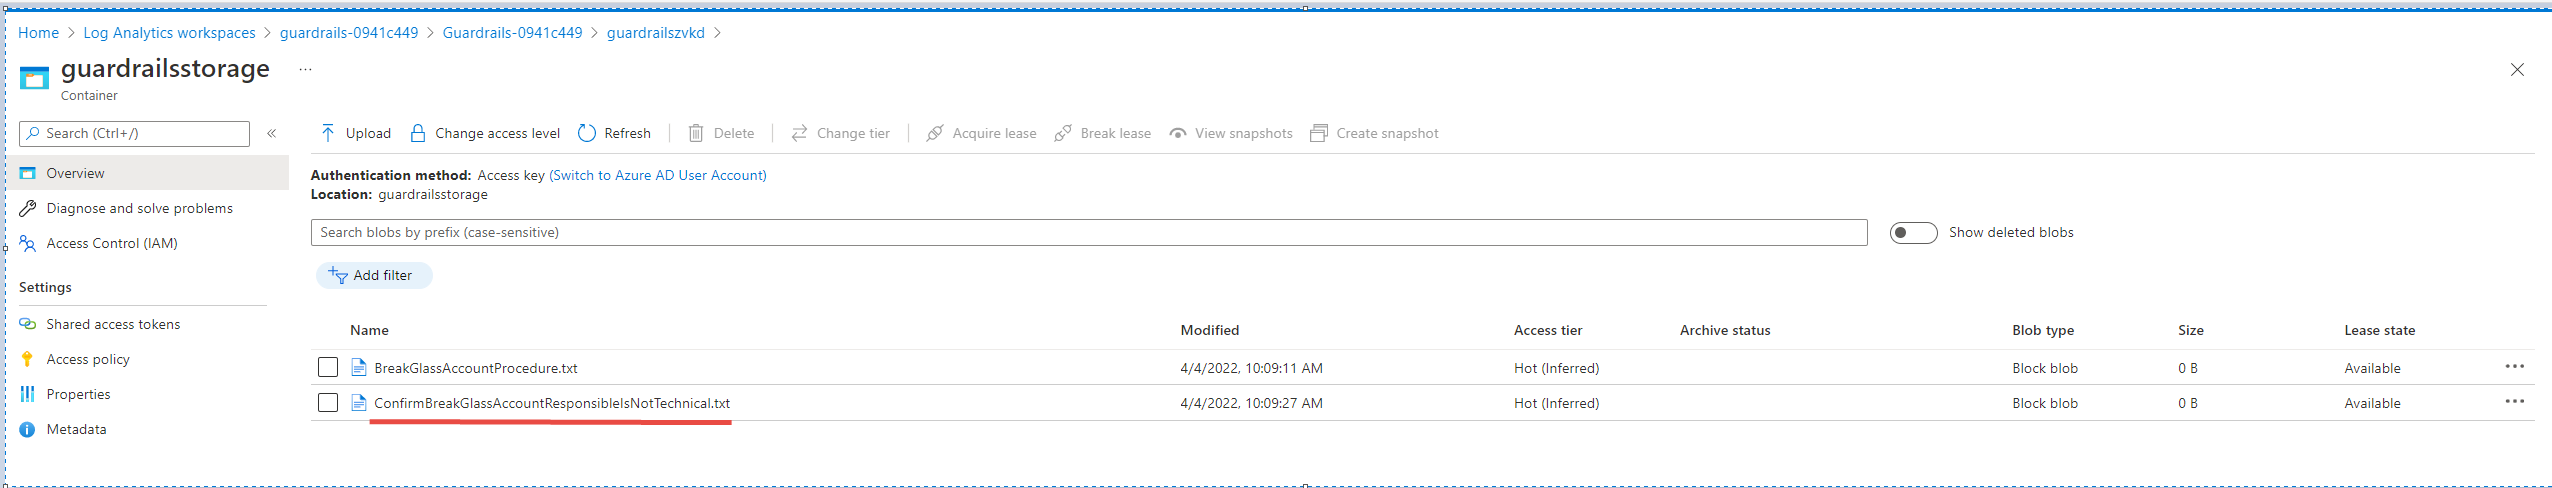 Home > Log Analytics workspaces > guardrails-0941c449 > Guardrails-0941c449 > guardrailszvkd >
guardrailsstorage ...
Container
Search (Ctrl+/) «
Overview
Diagnose and solve problems
Access Control (IAM)
Settings
Shared access tokens
Access policy
Properties
Metadata
Upload Change access level Refresh Delete Change tier Acquire lease Break lease View snapshots Create snapshot
Authentication method: Access key (Switch to Azure AD User Account)
Location: guardrailsstorage
Search blobs by prefix (case-sensitive) Show deleted blobs
Add filter
Name Modified Access tier Archive status Blob type Size Lease state
BreakGlassAccountProcedure.txt 4/4/2022, 10:09:11 AM Hot (Inferred) Block blob 0 B Available ...
ConfirmBreakGlassAccountResponsibleIsNotTechnical.txt 4/4/2022, 10:09:27 AM Hot (Inferred) Block blob 0 B Available ...